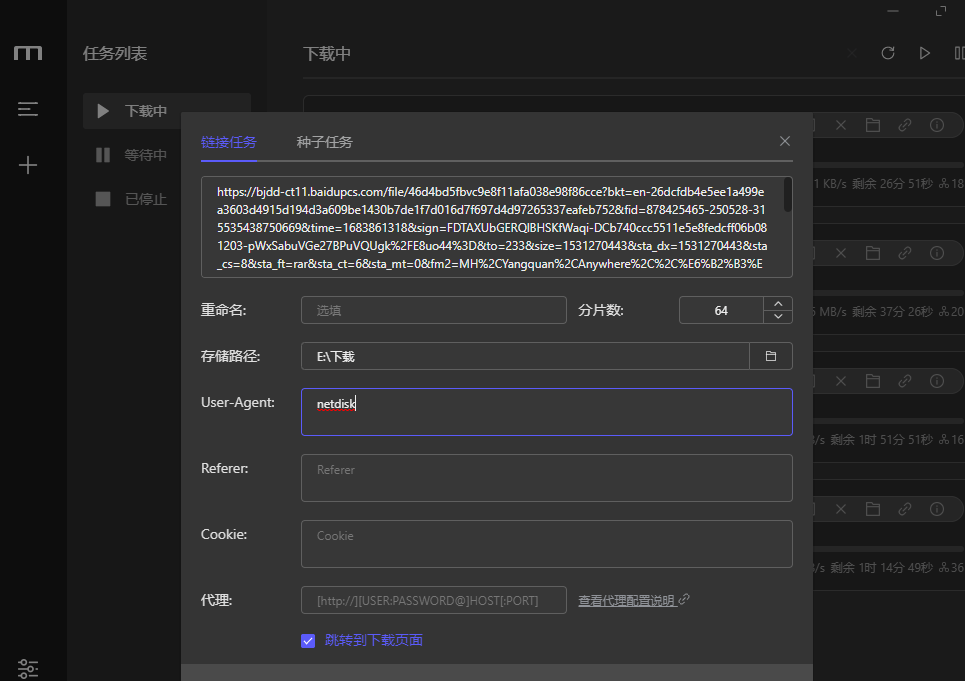 任务列表
下载中
下载中
等待中
已停止
链接任务
种子任务
https://bjdd-ct11.baidupcs.com/file/46d4bd5fbvc9e8f11afa038e98f86cce?bkt=en-26dcfdb4e5ee1a499e
a3603d4915d194d3a609be1430b7de1f7d016d7f697d4d97265337eafeb752&fid=878425465-250528-31
5535438750669&time=1683861318&sign=FDTAXUbGERQlBHSKfWaqi-DCb740ccc5511e5e8fedcff06b08
1203-pWxSabuVGe27BPuVQUgk%2FE8uo44%3D&to=233&size=1531270443&sta_dx=1531270443&sta
_cs=8&sta_ft=rar&sta_ct=6&sta_mt=0&fm2=MH%2CYangquan%2CAnywhere%2C%2C%E6%B2%B3%E
重命名:
选填
分片数:
64
存储路径:
E:\下载
User-Agent:
netdisk
Referer:
Referer
Cookie:
Cookie
代理:
[http://][USER:PASSWORD@]HOST[:PORT]
查看代理配置说明
跳转到下载页面
1 KB/s 剩余 26分 51秒 18
MB/s 剩余 37分 26秒 20
/s 剩余 1时 51分 51秒 16
/s 剩余 1时 14分 49秒 36